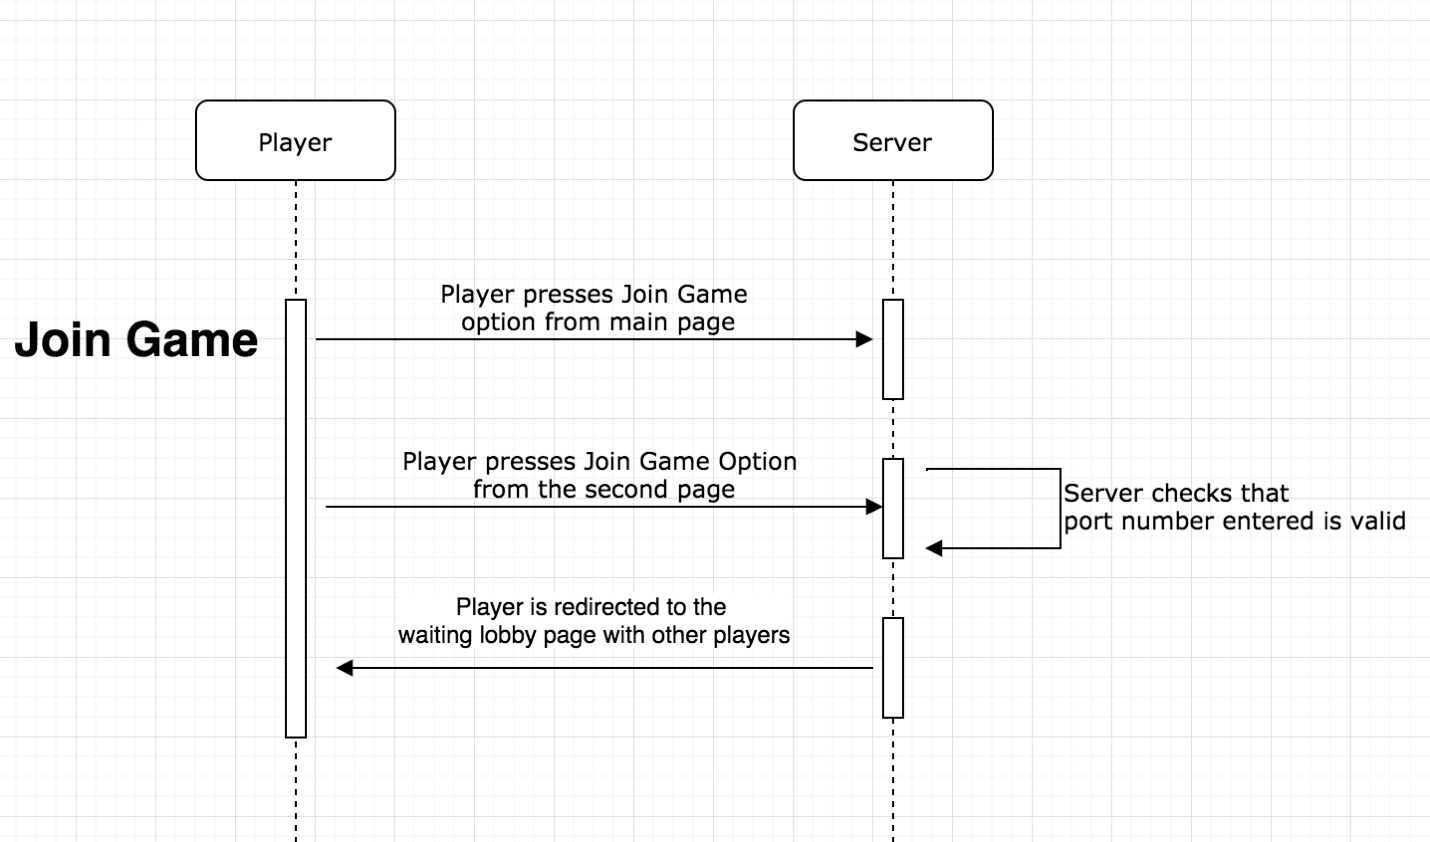 Player
Server
Player presses Join Game
option from main page
Join Game
Player presses Join Game Option
from the second page
Server checks that
port number entered is valid
Player is redirected to the
waiting lobby page with other players